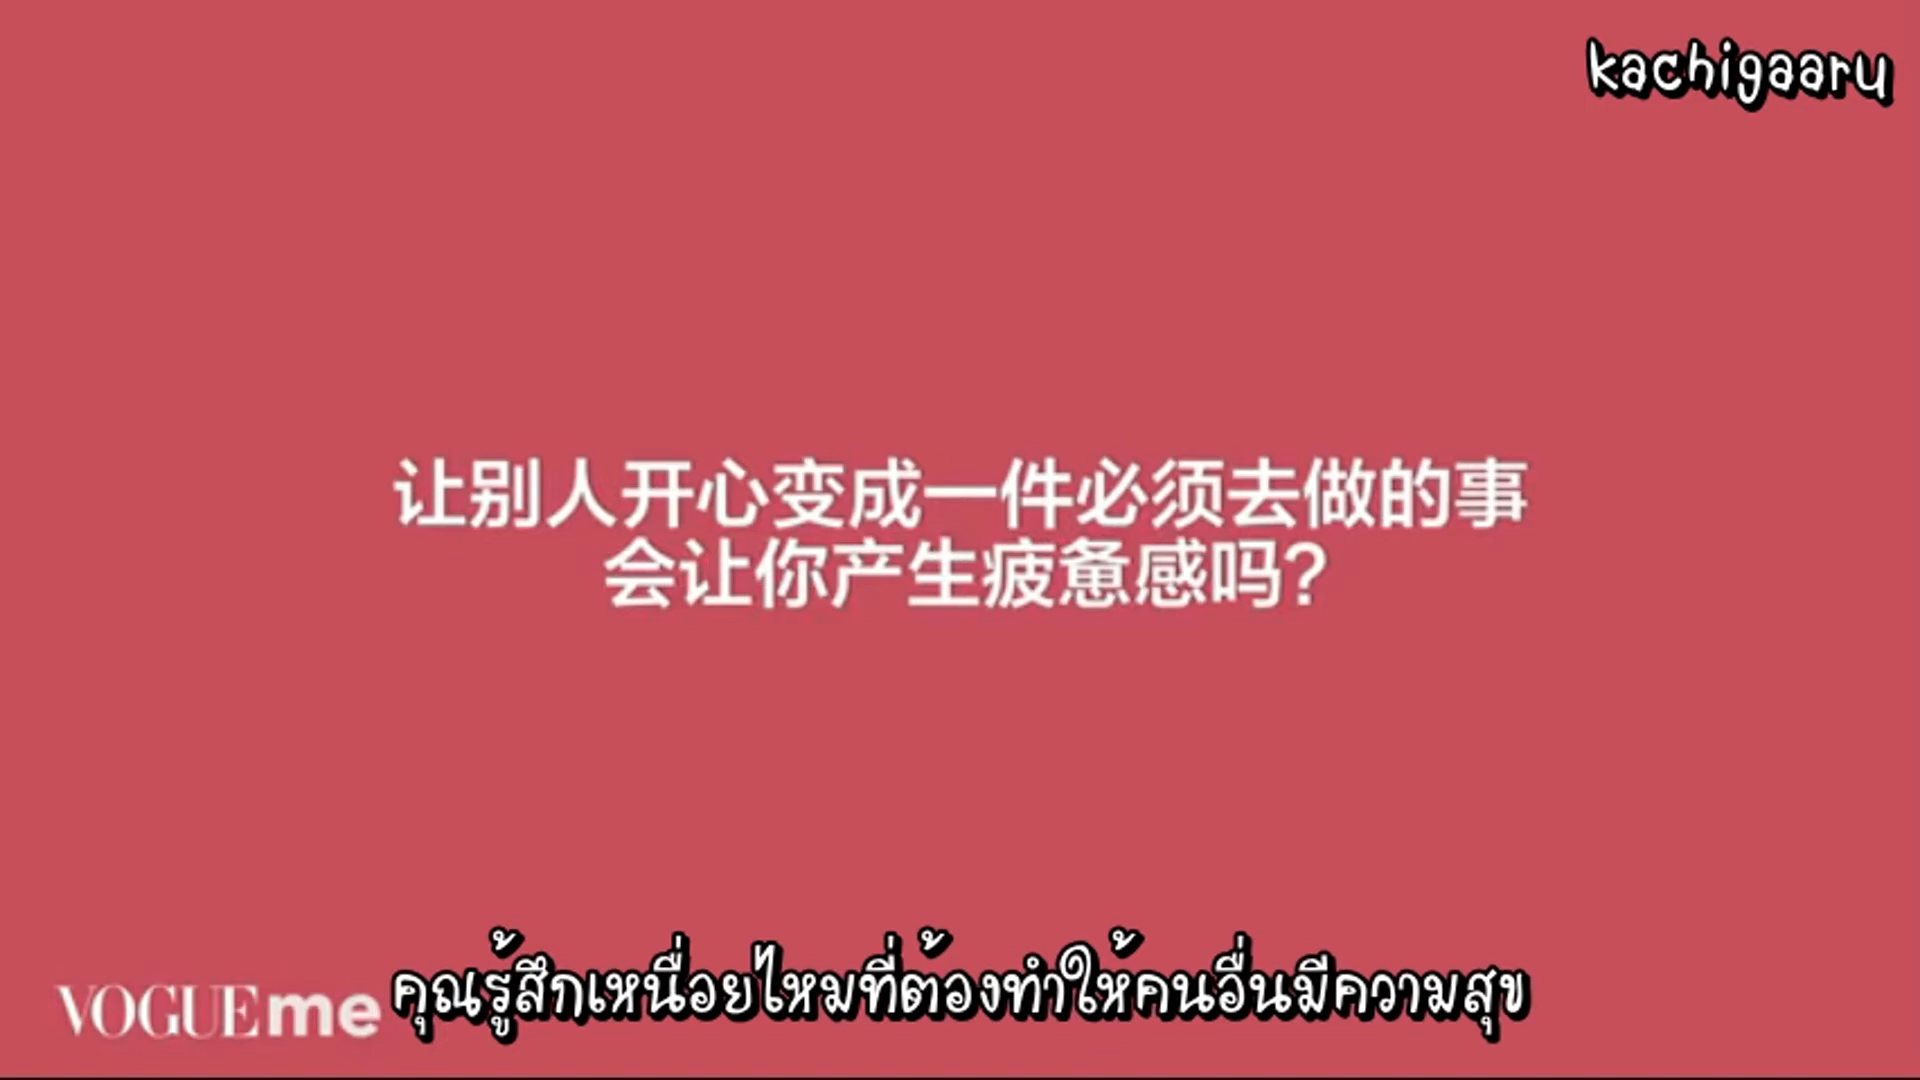 kachigaaru
让别人开心变成一件必须去做的事
会让你产生疲惫感吗？
VOGUE me
คุณรู้สึกเหนื่อยไหมที่ต้องทำให้คนอื่นมีความสุข